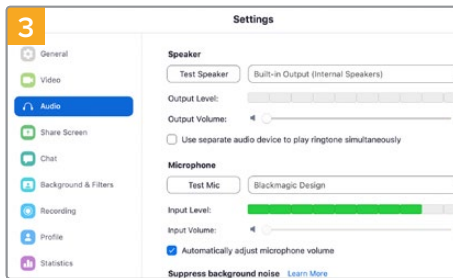 3
Settings
General
Video
Audio
Share Screen
Chat
Background & Filters
Recording
Profile
Statistics
Speaker
Test Speaker Built-in Output (Internal Speakers)
Output Level:
Output Volume:
Use separate audio device to play ringtone simultaneously
Microphone
Test Mic Blackmagic Design
Input Level:
Input Volume:
Automatically adjust microphone volume
Suppress background noise Learn More